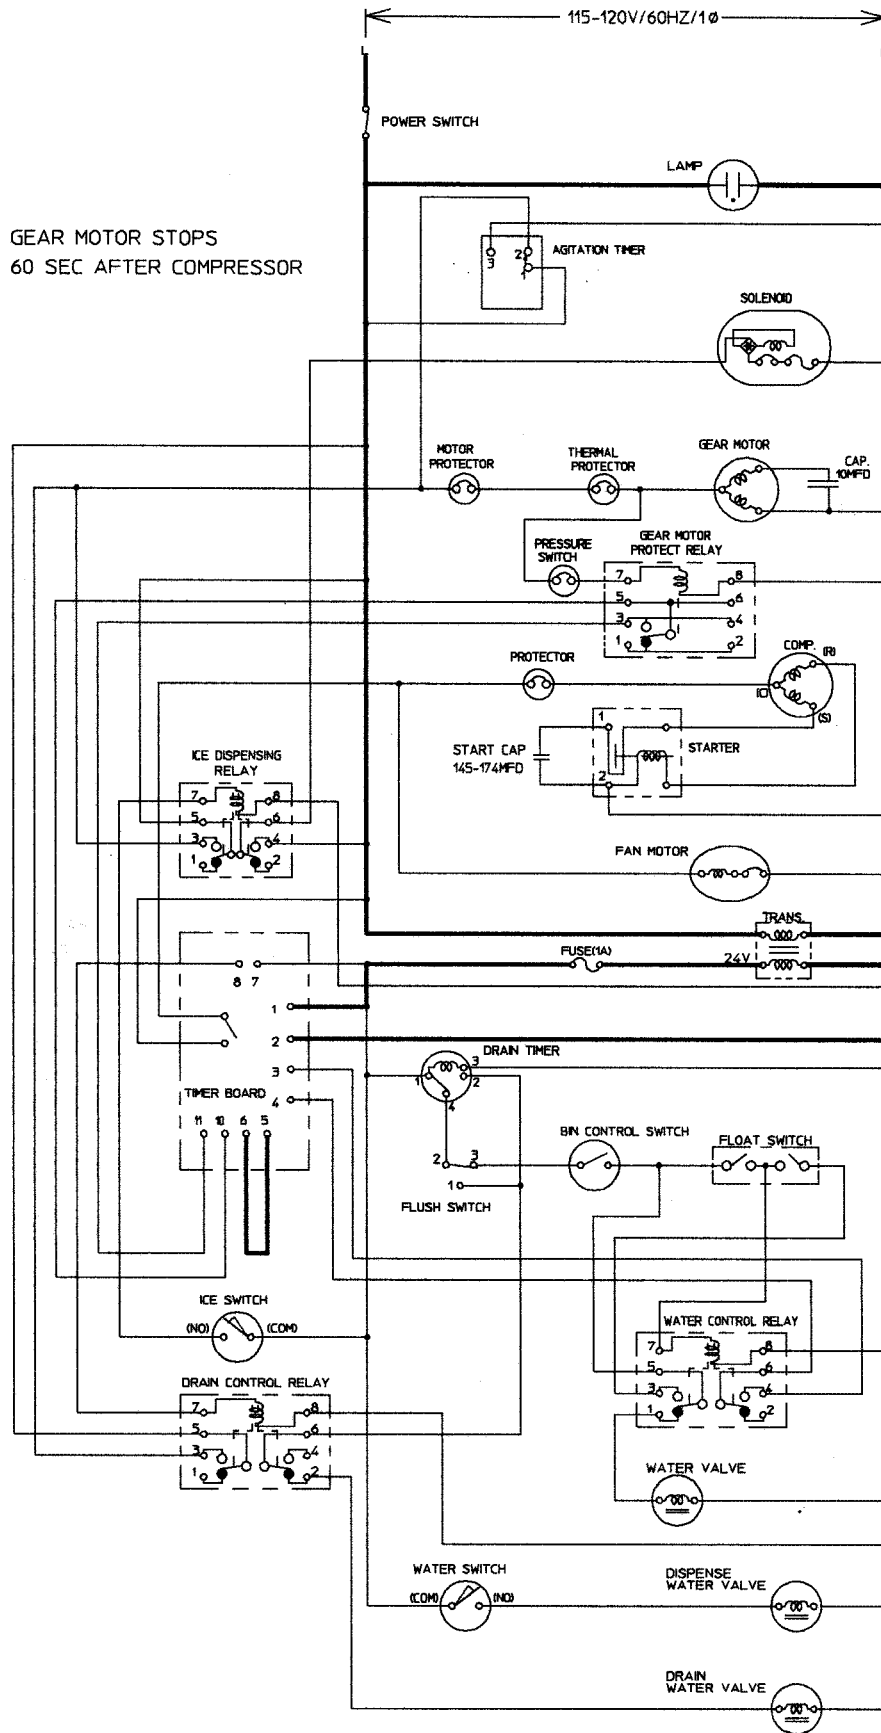 115-120V/60HZ/1Ø
L
POWER SWITCH
LAMP
GEAR MOTOR STOPS
60 SEC AFTER COMPRESSOR
3
2
1
AGITATION TIMER
SOLENOID
MOTOR
PROTECTOR
THERMAL
PROTECTOR
GEAR MOTOR
CAP.
10MFD
PRESSURE
SWITCH
GEAR MOTOR
PROTECT RELAY
7 8
5 6
3 4
1 2
PROTECTOR
COMP.
(R)
(C)
(S)
START CAP
145-174MFD
1
2
STARTER
ICE DISPENSING
RELAY
7 8
5 6
3 4
1 2
FAN MOTOR
TRANS.
FUSE(1A)
24V
8 7
1
2
3
4
TIMER BOARD
11 10 6 5
DRAIN TIMER
1
3
2
4
BIN CONTROL SWITCH
FLOAT SWITCH
2
3
1
FLUSH SWITCH
ICE SWITCH
(NO) (COM)
WATER CONTROL RELAY
7 8
5 6
3 4
1 2
DRAIN CONTROL RELAY
7 8
5 6
3 4
1 2
WATER VALVE
WATER SWITCH
(COM) (NO)
DISPENSE
WATER VALVE
DRAIN
WATER VALVE